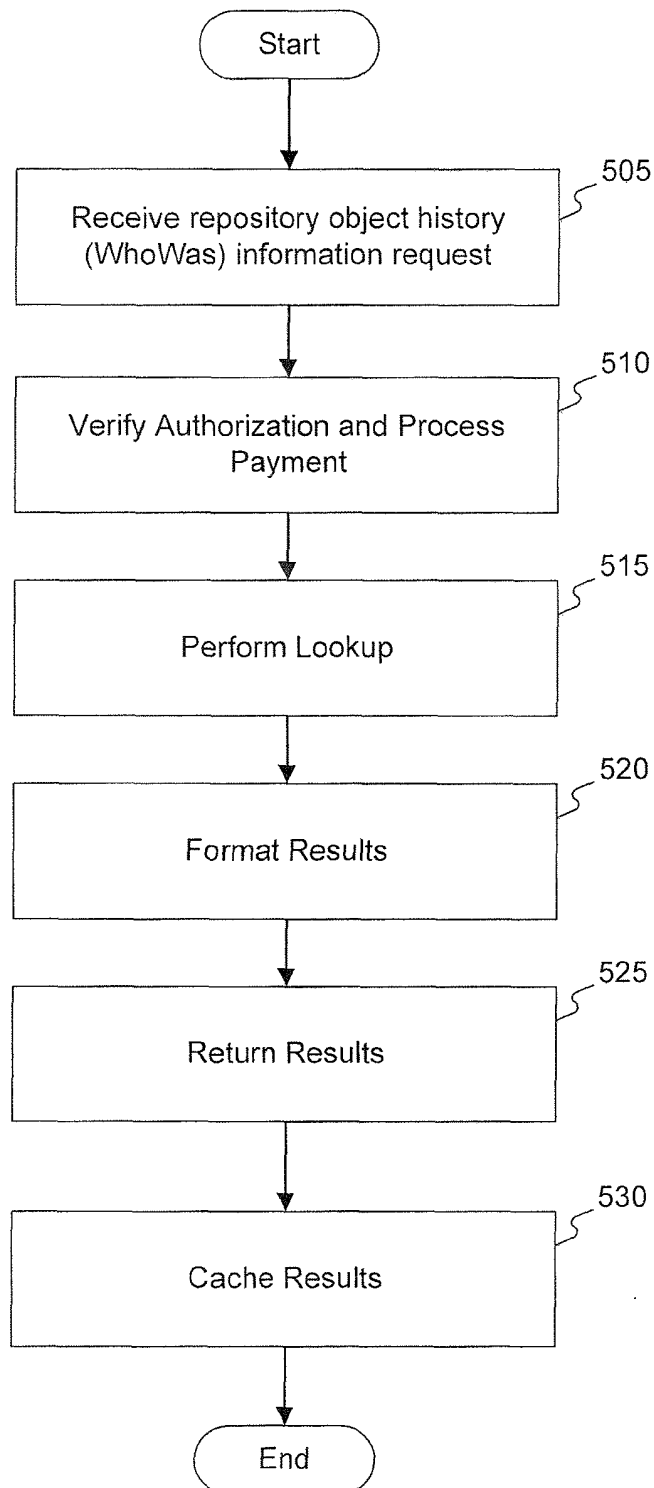 Start
505
Receive repository object history
(WhoWas) information request
510
Verify Authorization and Process
Payment
515
Perform Lookup
520
Format Results
525
Return Results
530
Cache Results
End